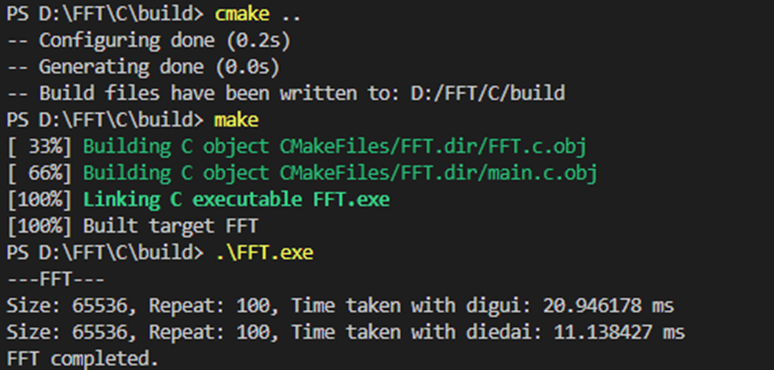 PS D:\FFT\C\build> cmake ..
-- Configuring done (0.2s)
-- Generating done (0.0s)
-- Build files have been written to: D:/FFT/C/build
PS D:\FFT\C\build> make
[ 33%] Building C object CMakeFiles/FFT.dir/FFT.c.obj
[ 66%] Building C object CMakeFiles/FFT.dir/main.c.obj
[100%] Linking C executable FFT.exe
[100%] Built target FFT
PS D:\FFT\C\build> .\FFT.exe
---FFT---
Size: 65536, Repeat: 100, Time taken with digui: 20.946178 ms
Size: 65536, Repeat: 100, Time taken with diedai: 11.138427 ms
FFT completed.